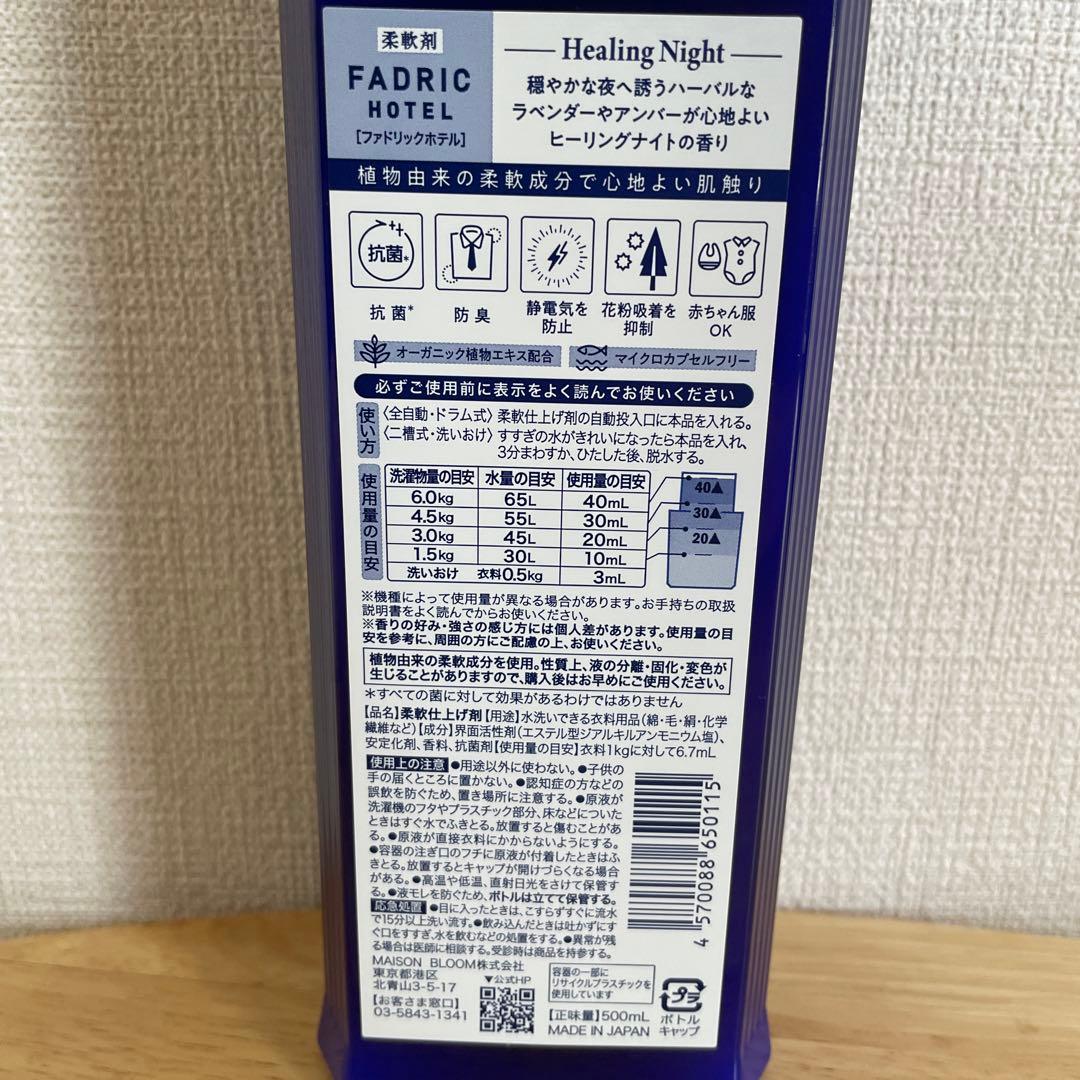 柔軟剤
FADRIC
HOTEL
[ファドリックホテル]
Healing Night
穏やかな夜へ誘うハーバルな
ラベンダーやアンバーが心地よい
ヒーリングナイトの香り
植物由来の柔軟成分で心地よい肌触り
抗菌*
抗菌*
防臭
静電気を
防止
花粉吸着を
抑制
赤ちゃん服
OK
オーガニック植物エキス配合
マイクロカプセルフリー
必ずご使用前に表示をよく読んでお使いください
使い方
〈全自動・ドラム式〉柔軟仕上げ剤の自動投入口に本品を入れる。
〈二槽式・洗いおけ〉すすぎの水がきれいになったら本品を入れ、
3分まわすか、ひたした後、脱水する。
使用量の目安
洗濯物量の目安 水量の目安 使用量の目安
6.0kg 65L 40mL
4.5kg 55L 30mL
3.0kg 45L 20mL
1.5kg 30L 10mL
洗いおけ 衣料0.5kg 3mL
40▲
30▲
20▲
※機種によって使用量が異なる場合があります。お手持ちの取扱
説明書をよく読んでからお使いください。
※香りの好み・強さの感じ方には個人差があります。使用量の目
安を参考に、周囲の方にご配慮の上、お使いください。
植物由来の柔軟成分を使用。性質上、液の分離・固化・変色が
生じることがありますので、購入後はお早めにご使用ください。
*すべての菌に対して効果があるわけではありません
【品名】柔軟仕上げ剤【用途】水洗いできる衣料用品(綿・毛・絹・化学
繊維など)【成分】界面活性剤(エステル型ジアルキルアンモニウム塩)、
安定化剤、香料、抗菌剤【使用量の目安】衣料1kgに対して6.7mL
使用上の注意 ●用途以外に使わない。●子供の
手の届くところに置かない。●認知症の方などの
誤飲を防ぐため、置き場所に注意する。●原液が
洗濯機のフタやプラスチック部分、床などについた
ときはすぐ水でふきとる。放置すると傷むことがあ
る。●原液が直接衣料にかからないようにする。
●容器の注ぎ口のフチに原液が付着したときはふ
きとる。放置するとキャップが開けづらくなる場合
がある。●高温や低温、直射日光をさけて保管す
る。●液モレを防ぐため、ボトルは立てて保管する。
応急処置 ●目に入ったときは、こすらずすぐに流水
で15分以上洗い流す。●飲み込んだときは吐かずにす
ぐ口をすすぎ、水を飲むなどの処置をする。●異常が残
る場合は医師に相談する。受診時は商品を持参する。
4 570088 650115
MAISON BLOOM株式会社
東京都港区
北青山3-5-17
【お客さま窓口】
03-5843-1341
▼公式HP
容器の一部に
リサイクルプラスチックを
使用しています
【正味量】500mL
MADE IN JAPAN
プラ
ボトル
キャップ